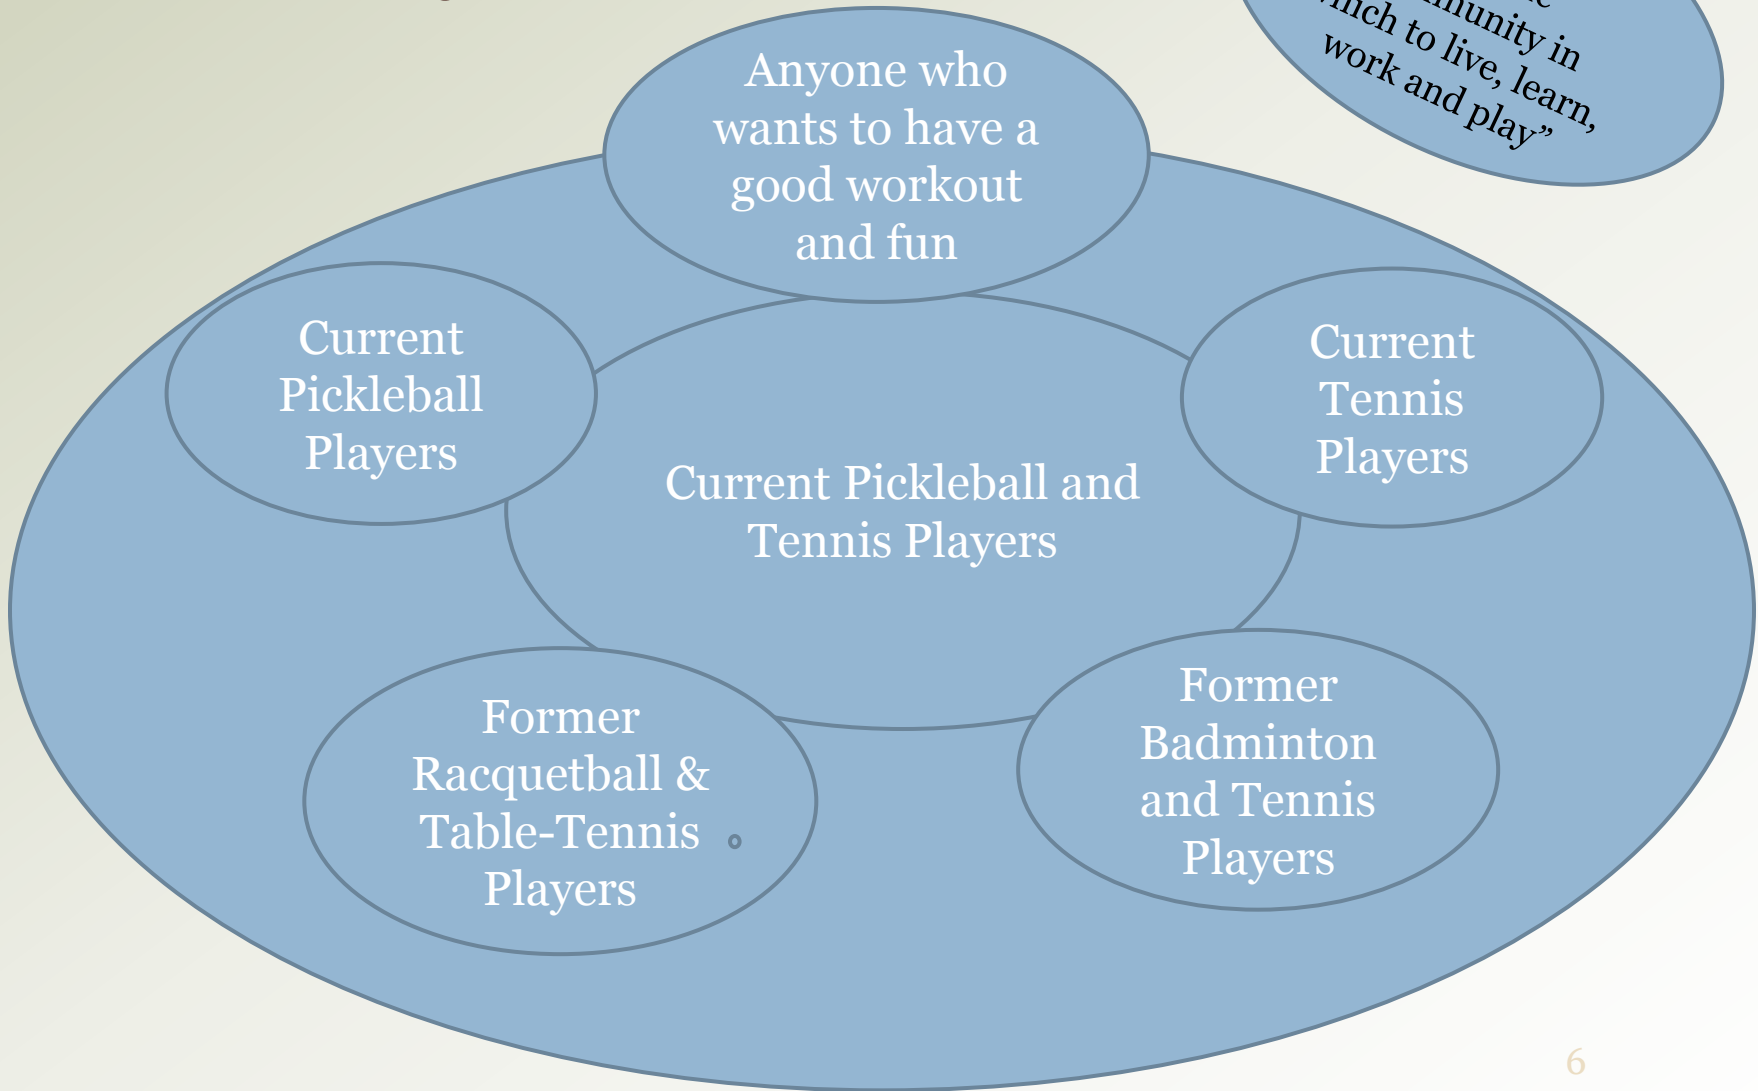 munity in
which to live, learn,
work and play”
Anyone who
wants to have a
good workout
and fun
Current
Pickleball
Players
Current
Tennis
Players
Current Pickleball and
Tennis Players
Former
Racquetball &
Table-Tennis
Players
Former
Badminton
and Tennis
Players
6